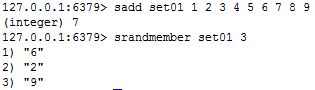 127.0.0.1:6379> sadd set01 1 2 3 4 5 6 7 8 9
(integer) 7
127.0.0.1:6379> srandmember set01 3
1) "6"
2) "2"
3) "9"